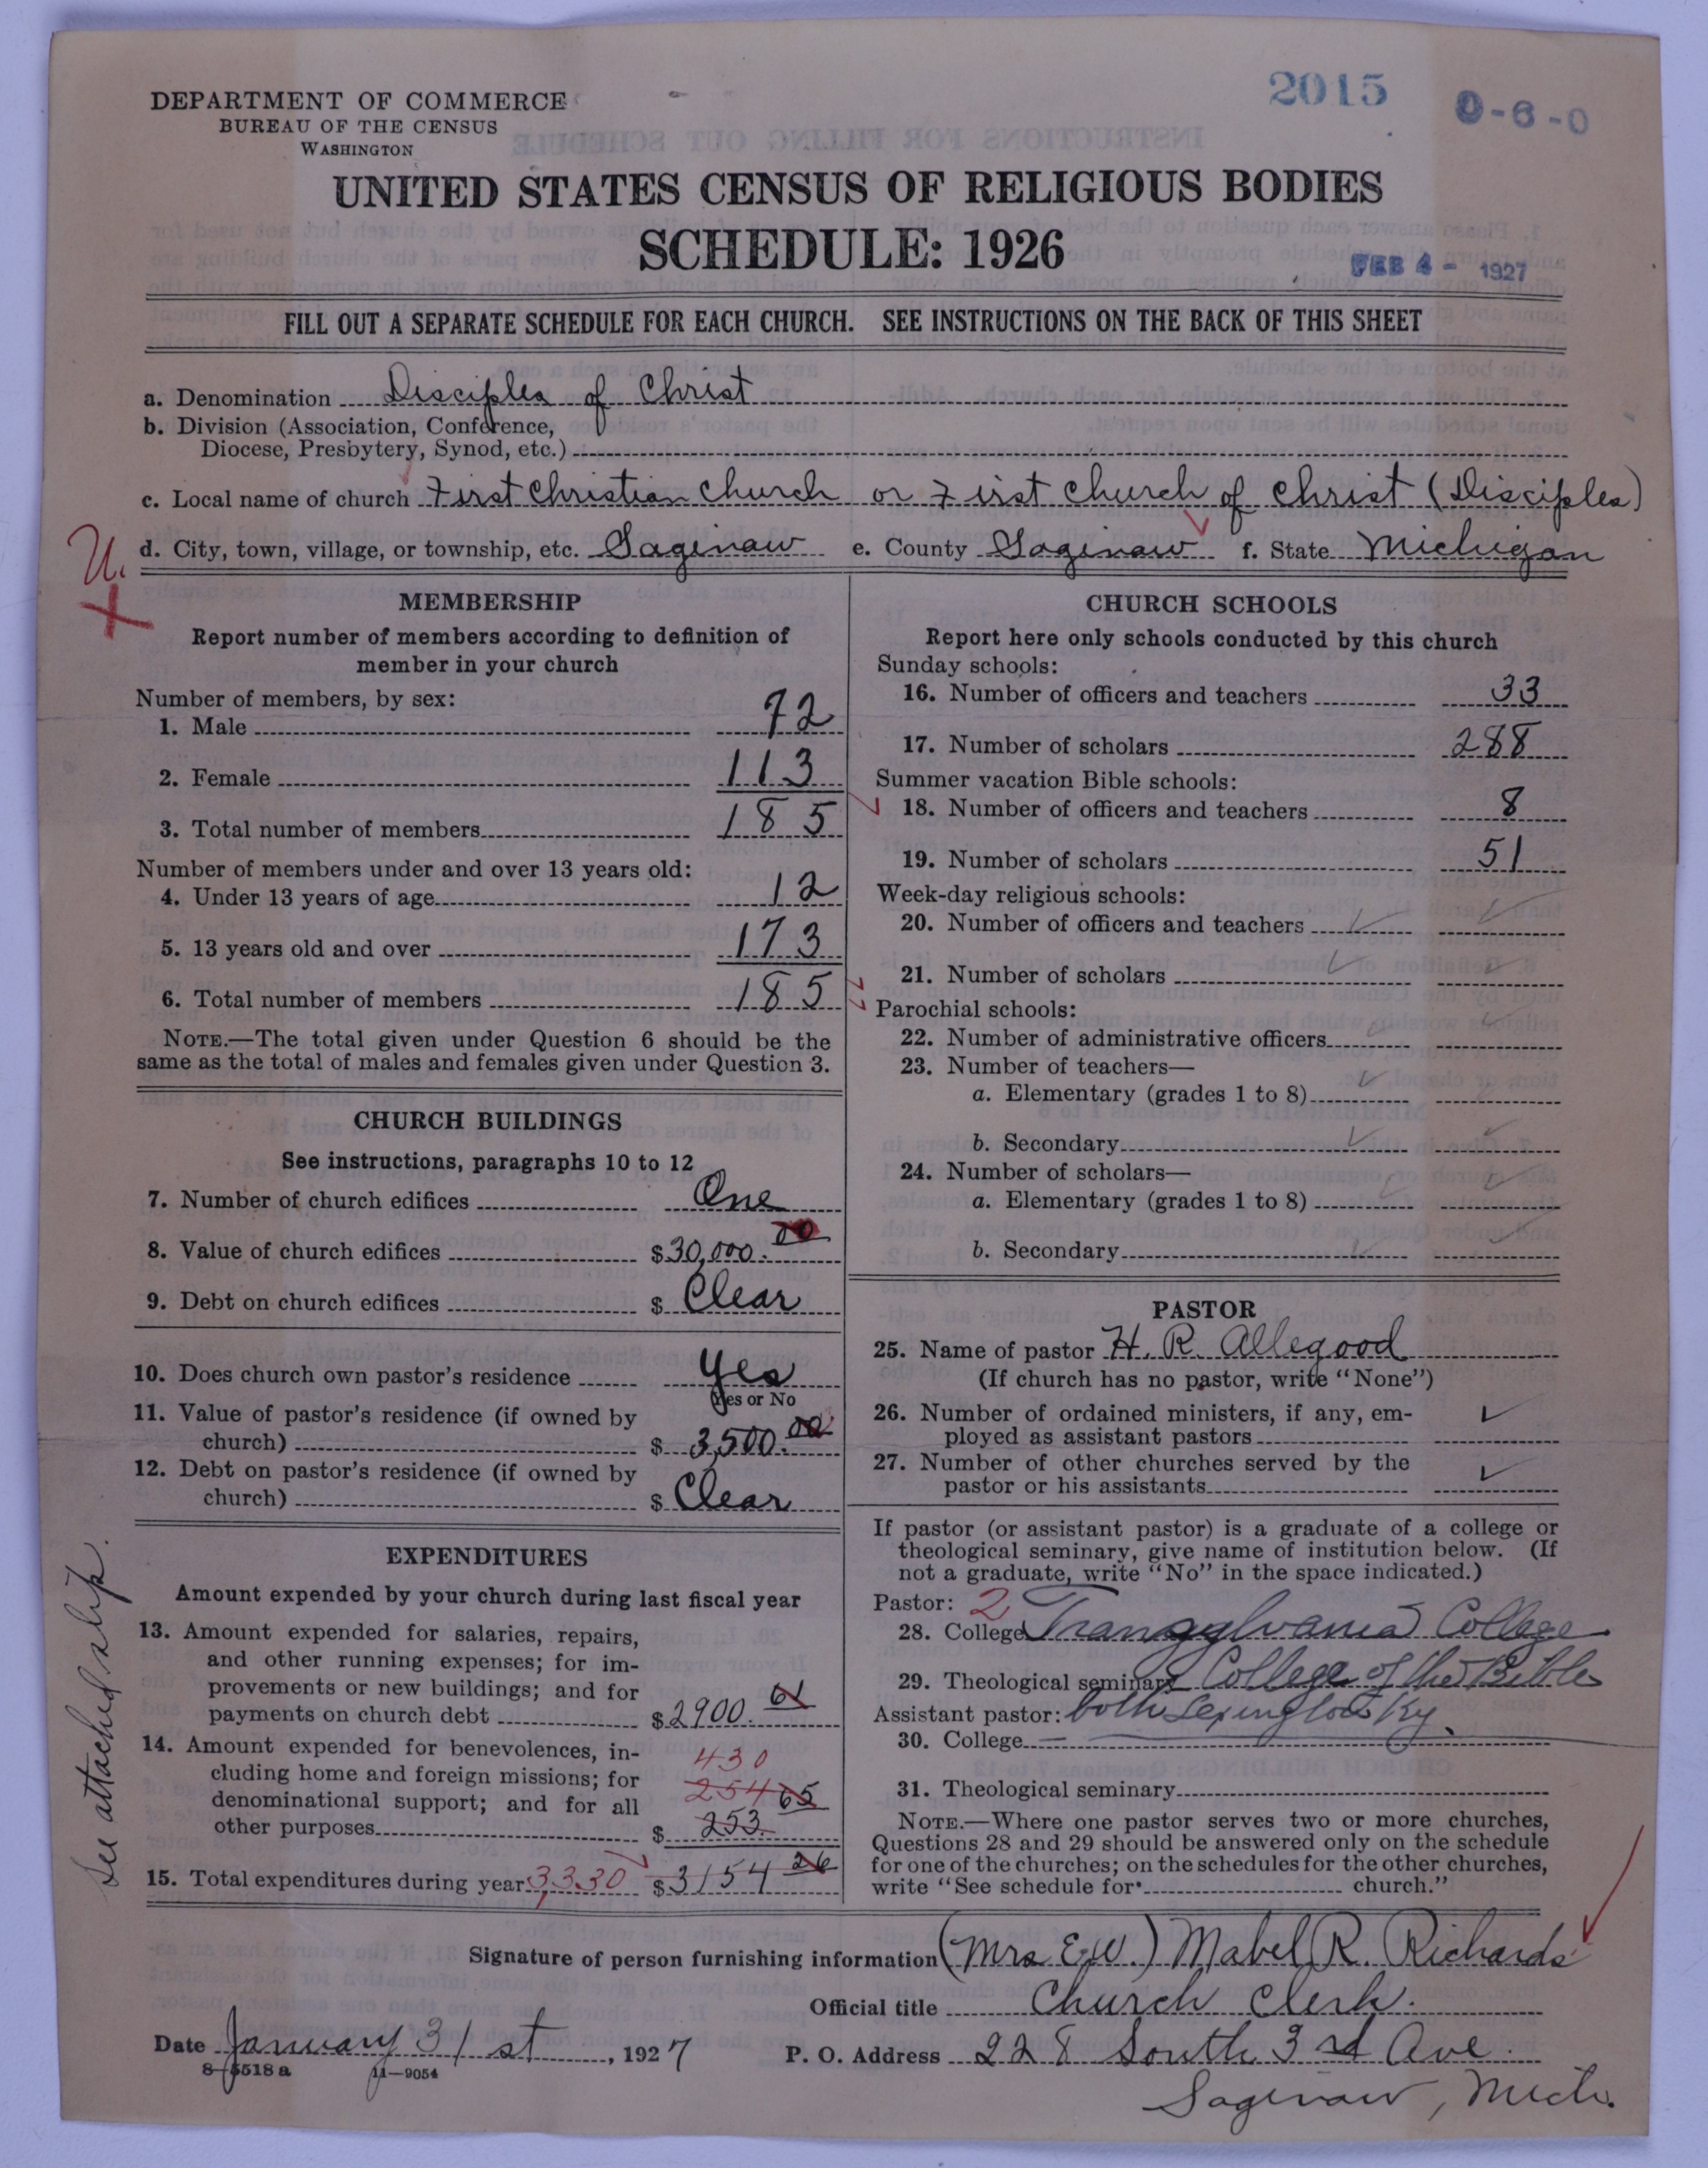 2015
0-6-0
DEPARTMENT OF COMMERCE
BUREAU OF THE CENSUS
WASHINGTON
UNITED STATES CENSUS OF RELIGIOUS BODIES
SCHEDULE: 1926
FEB 4 - 1927
FILL OUT A SEPARATE SCHEDULE FOR EACH CHURCH. SEE INSTRUCTIONS ON THE BACK OF THIS SHEET
a. Denomination Disciples of Christ
b. Division (Association, Conference,
Diocese, Presbytery, Synod, etc.)
c. Local name of church First Christian Church or First Church of Christ (Disciples)
d. City, town, village, or township, etc. Saginaw e. County Saginaw f. State Michigan
U.
X
MEMBERSHIP
Report number of members according to definition of
member in your church
Number of members, by sex:
1. Male 72
2. Female 113
3. Total number of members 185
Number of members under and over 13 years old:
4. Under 13 years of age 12
5. 13 years old and over 173
6. Total number of members 185
NOTE.—The total given under Question 6 should be the
same as the total of males and females given under Question 3.
CHURCH BUILDINGS
See instructions, paragraphs 10 to 12
7. Number of church edifices One
8. Value of church edifices $30,000.00
9. Debt on church edifices $ Clear
10. Does church own pastor's residence Yes
Yes or No
11. Value of pastor's residence (if owned by
church) $ 3,500.00
12. Debt on pastor's residence (if owned by
church) $ Clear
EXPENDITURES
Amount expended by your church during last fiscal year
13. Amount expended for salaries, repairs,
and other running expenses; for im-
provements or new buildings; and for
payments on church debt $2900.61
14. Amount expended for benevolences, in-
430
cluding home and foreign missions; for
254 65
denominational support; and for all
other purposes $ 253.
15. Total expenditures during year 3,330 $3154 26
See attached slip.
CHURCH SCHOOLS
Report here only schools conducted by this church
Sunday schools:
16. Number of officers and teachers 33
17. Number of scholars 288
Summer vacation Bible schools:
18. Number of officers and teachers 8
19. Number of scholars 51
Week-day religious schools:
20. Number of officers and teachers
21. Number of scholars
Parochial schools:
22. Number of administrative officers
23. Number of teachers—
a. Elementary (grades 1 to 8)
b. Secondary
24. Number of scholars—
a. Elementary (grades 1 to 8)
b. Secondary
PASTOR
25. Name of pastor H. R. Allegood
(If church has no pastor, write "None")
26. Number of ordained ministers, if any, em-
ployed as assistant pastors
27. Number of other churches served by the
pastor or his assistants
If pastor (or assistant pastor) is a graduate of a college or
theological seminary, give name of institution below. (If
not a graduate, write "No" in the space indicated.)
Pastor: 2
28. College Transylvania College
29. Theological seminary College of the Bible
Assistant pastor: both Lexington Ky.
30. College
31. Theological seminary
NOTE.—Where one pastor serves two or more churches,
Questions 28 and 29 should be answered only on the schedule
for one of the churches; on the schedules for the other churches,
write "See schedule for church."
Signature of person furnishing information (Mrs E.W.) Mabel R. Richards
Official title Church Clerk.
Date January 31st, 1927 P. O. Address 228 South 3rd Ave.
8-5518a 11-9054
Saginaw, Mich.